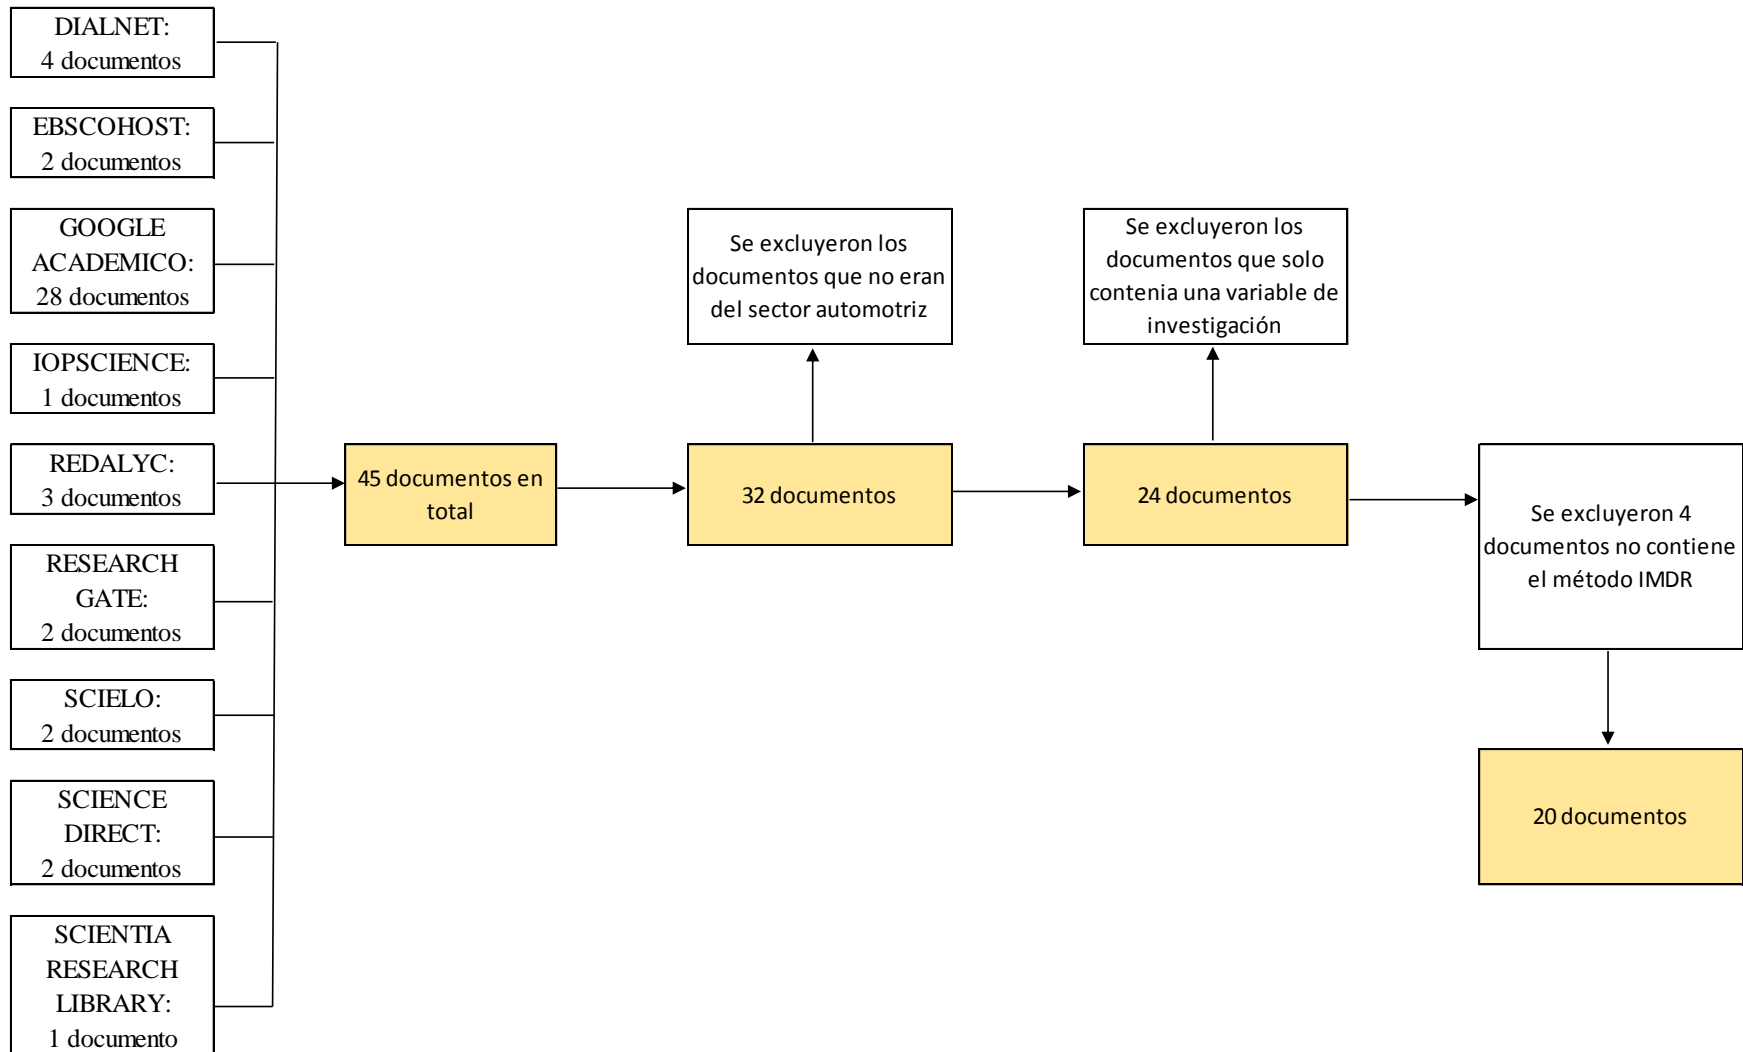 DIALNET:
4 documentos
EBSCOHOST:
2 documentos
GOOGLE
ACADEMICO:
28 documentos
IOPSCIENCE:
1 documentos
REDALYC:
3 documentos
RESEARCH
GATE:
2 documentos
SCIELO:
2 documentos
SCIENCE
DIRECT:
2 documentos
SCIENTIA
RESEARCH
LIBRARY:
1 documento
45 documentos en
total
Se excluyeron los
documentos que no eran
del sector automotriz
32 documentos
Se excluyeron los
documentos que solo
contenia una variable de
investigación
24 documentos
Se excluyeron 4
documentos no contiene
el método IMDR
20 documentos